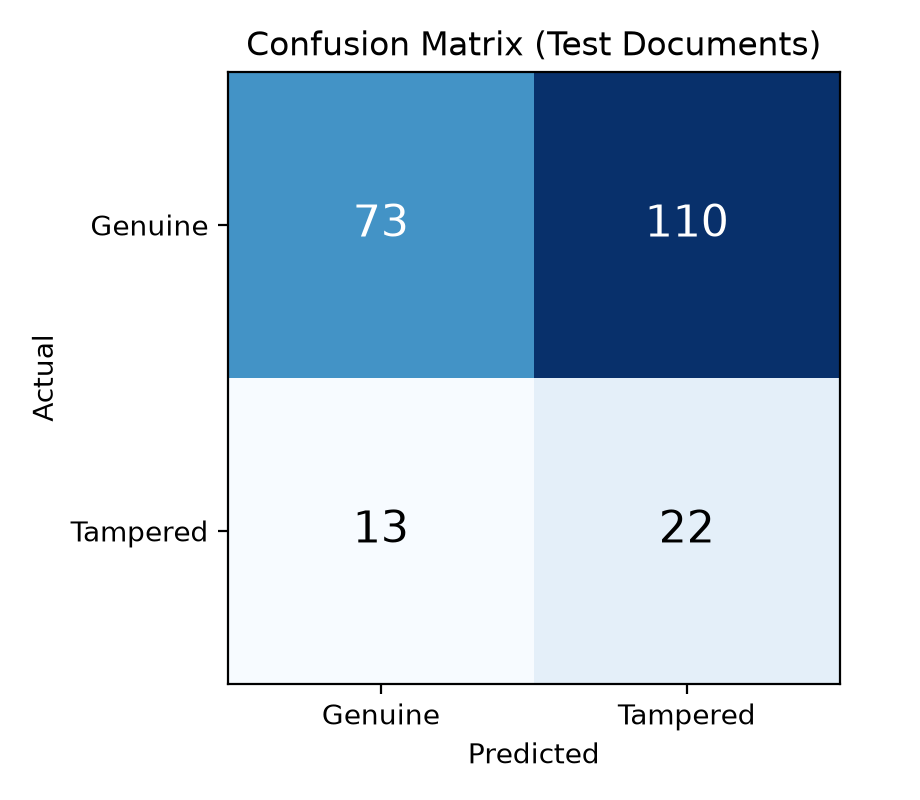 Confusion Matrix (Test Documents)
Genuine
73
110
Actual
Tampered
13
22
Genuine
Tampered
Predicted